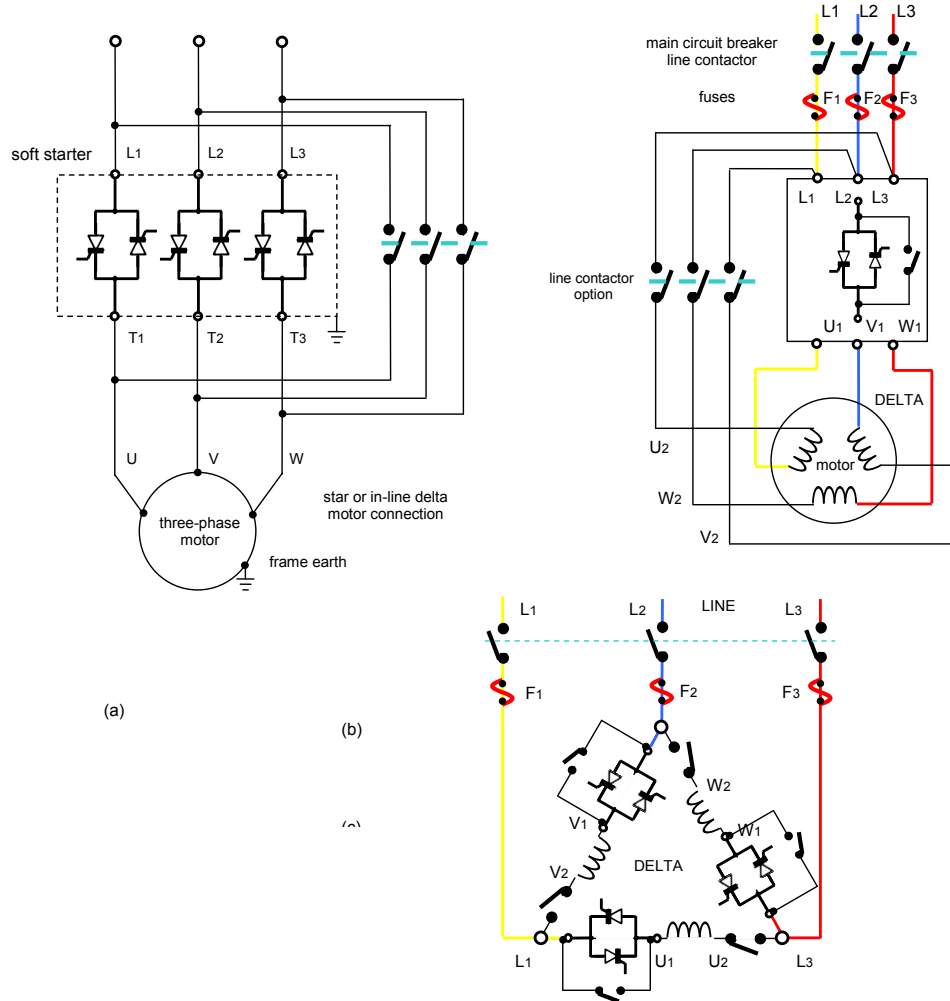 soft starter
L1
L2
L3
T1
T2
T3
U
V
W
three-phase
motor
star or in-line delta
motor connection
frame earth
(a)
L1
L2
L3
main circuit breaker
line contactor
fuses
F1
F2
F3
L1
L2
L3
line contactor
option
U1
V1
W1
DELTA
U2
motor
W2
V2
(b)
L1
L2
LINE
L3
F1
F2
F3
W2
V1
W1
V2
DELTA
L1
U1
U2
L3